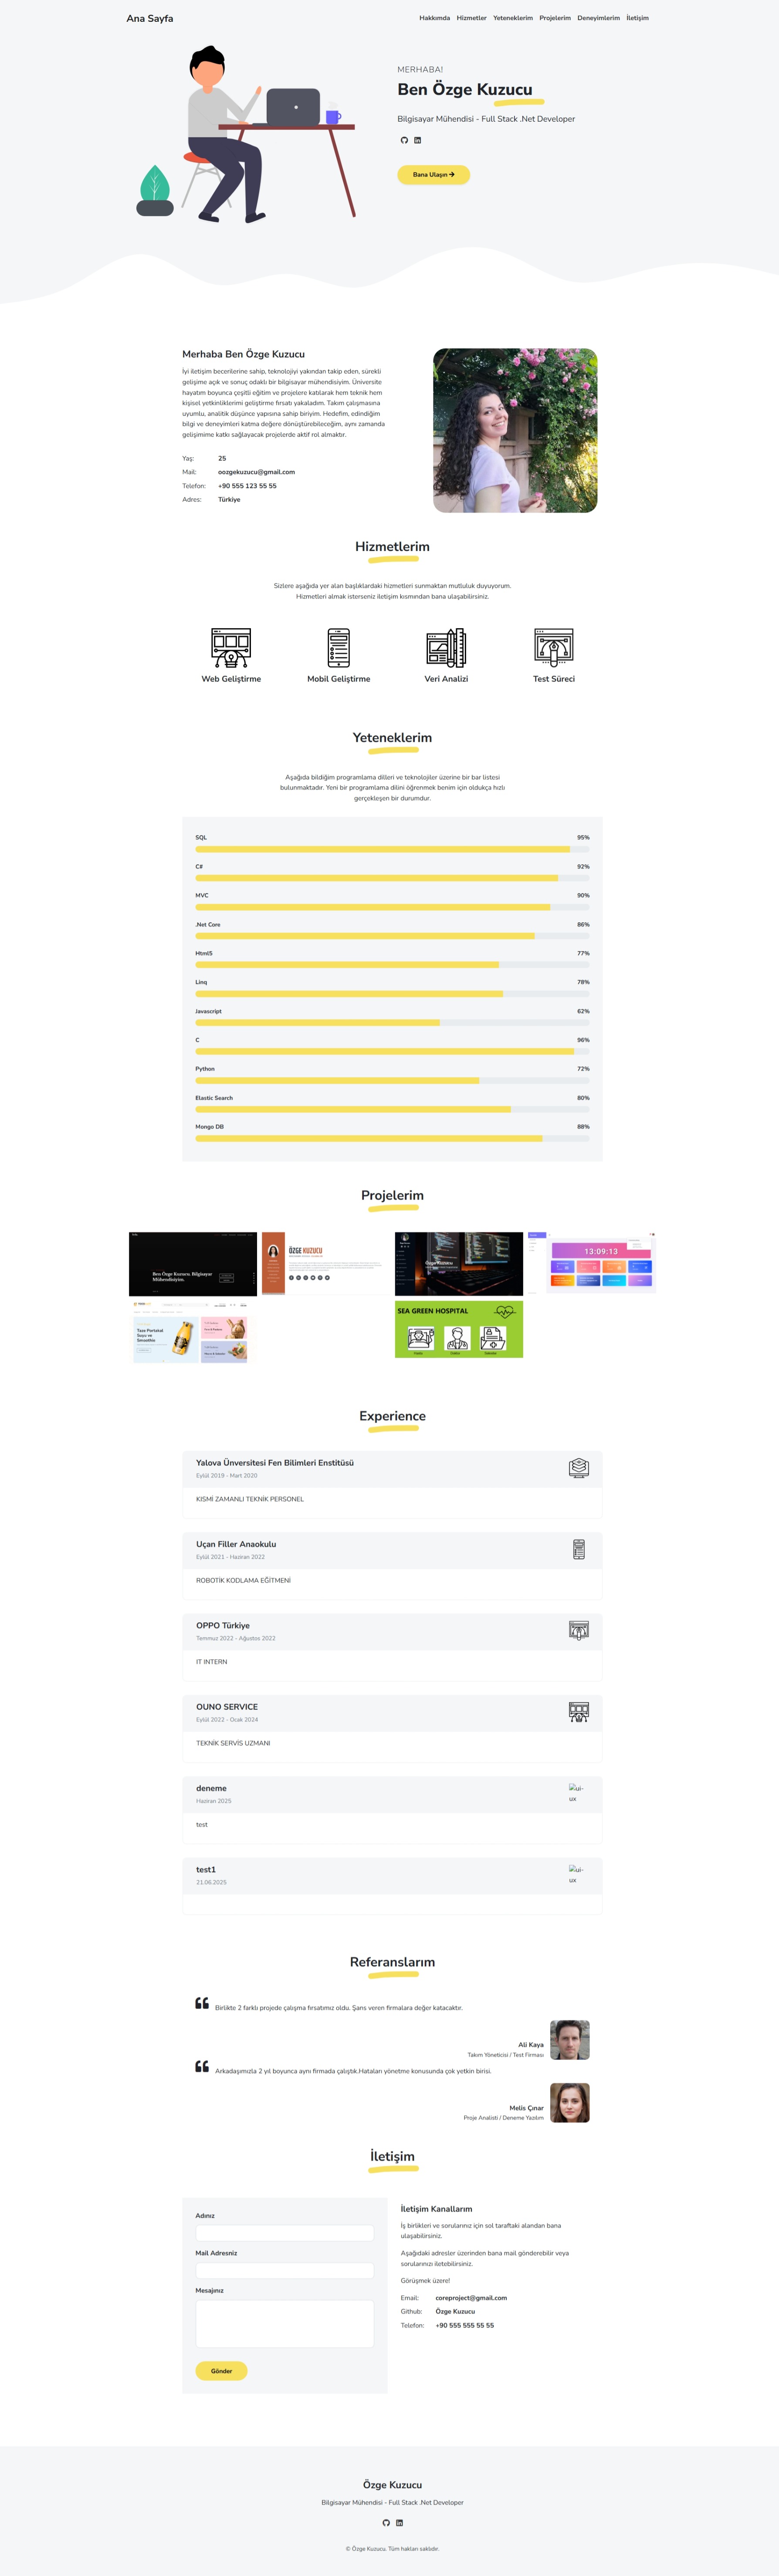 Ana Sayfa
Hakkımda Hizmetler Yeteneklerim Projelerim Deneyimlerim İletişim
MERHABA!
Ben Özge Kuzucu
Bilgisayar Mühendisi - Full Stack .Net Developer
Bana Ulaşın
Merhaba Ben Özge Kuzucu
İyi iletişim becerilerine sahip, teknolojiyi yakından takip eden, sürekli
gelişime açık ve sonuç odaklı bir bilgisayar mühendisiyim. Üniversite
hayatım boyunca çeşitli eğitim ve projelere katılarak hem teknik hem
kişisel yetkinliklerimi geliştirme fırsatı yakaladım. Takım çalışmasına
uyumlu, analitik düşünce yapısına sahip biriyim. Hedefim, edindiğim
bilgi ve deneyimleri katma değere dönüştürebileceğim, aynı zamanda
gelişimime katkı sağlayacak projelerde aktif rol almaktır.
Yaş: 25
Mail: oozgekuzucu@gmail.com
Telefon: +90 555 123 55 55
Adres: Türkiye
Hizmetlerim
Sizlere aşağıda yer alan başlıklardaki hizmetleri sunmaktan mutluluk duyuyorum.
Hizmetleri almak isterseniz iletişim kısmından bana ulaşabilirsiniz.
Web Geliştirme
Mobil Geliştirme
Veri Analizi
Test Süreci
Yeteneklerim
Aşağıda bildiğim programlama dilleri ve teknolojiler üzerine bir bar listesi
bulunmaktadır. Yeni bir programlama dilini öğrenmek benim için oldukça hızlı
gerçekleşen bir durumdur.
SQL 95%
C# 92%
MVC 90%
.Net Core 86%
Html5 77%
Linq 78%
Javascript 62%
C 96%
Python 72%
Elastic Search 80%
Mongo DB 88%
Projelerim
Ben Özge Kuzucu, Bilgisayar
Mühendisiyim.
ÖZGE KUZUCU
Özge Kuzucu
13:09:13
Taze Portakal
Suyu ve
Smoothie
SEA GREEN HOSPITAL
Experience
Yalova Ünversitesi Fen Bilimleri Enstitüsü
Eylül 2019 - Mart 2020
KISMİ ZAMANLI TEKNİK PERSONEL
Uçan Filler Anaokulu
Eylül 2021 - Haziran 2022
ROBOTİK KODLAMA EĞİTMENİ
OPPO Türkiye
Temmuz 2022 - Ağustos 2022
IT INTERN
OUNO SERVICE
Eylül 2022 - Ocak 2024
TEKNİK SERVİS UZMANI
deneme
Haziran 2025
ui-
ux
test
test1
21.06.2025
ui-
ux
Referanslarım
Birlikte 2 farklı projede çalışma fırsatımız oldu. Şans veren firmalara değer katacaktır.
Ali Kaya
Takım Yöneticisi / Test Firması
Arkadaşımızla 2 yıl boyunca aynı firmada çalıştık.Hataları yönetme konusunda çok yetkin birisi.
Melis Çınar
Proje Analisti / Deneme Yazılım
İletişim
Adınız
Mail Adresniz
Mesajınız
Gönder
İletişim Kanallarım
İş birlikleri ve sorularınız için sol taraftaki alandan bana
ulaşabilirsiniz.
Aşağıdaki adresler üzerinden bana mail gönderebilir veya
sorularınızı iletebilirsiniz.
Görüşmek üzere!
Email: coreproject@gmail.com
Github: Özge Kuzucu
Telefon: +90 555 555 55 55
Özge Kuzucu
Bilgisayar Mühendisi - Full Stack .Net Developer
© Özge Kuzucu. Tüm hakları saklıdır.